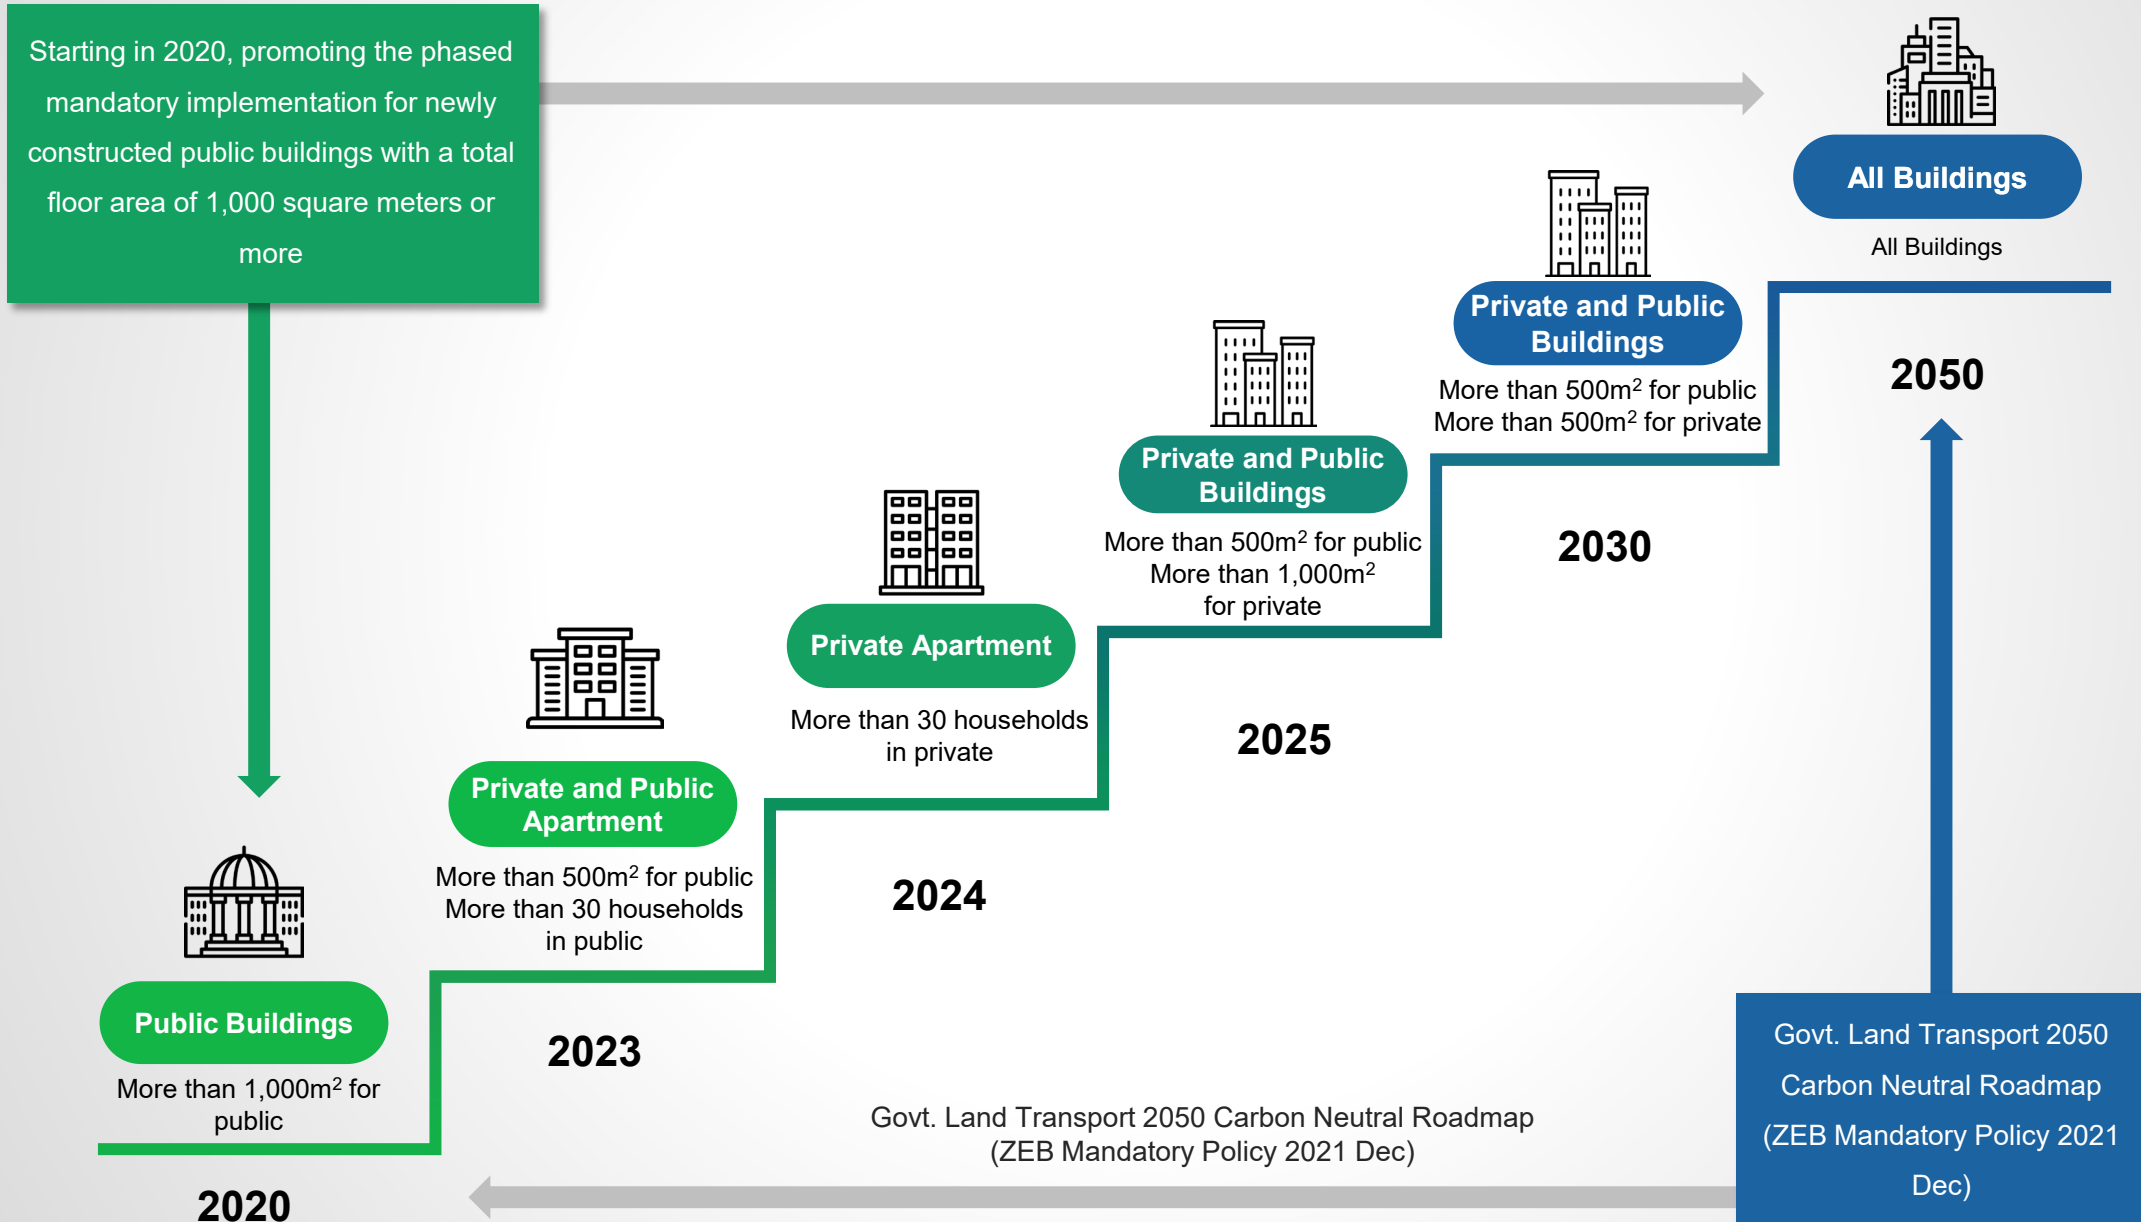 Starting in 2020, promoting the phased
mandatory implementation for newly
constructed public buildings with a total
floor area of 1,000 square meters or
more
All Buildings
All Buildings
2050
Private and Public
Buildings
More than 500m² for public
More than 500m² for private
2030
Private and Public
Buildings
More than 500m² for public
More than 1,000m²
for private
2025
Private Apartment
More than 30 households
in private
2024
Private and Public
Apartment
More than 500m² for public
More than 30 households
in public
2023
Public Buildings
More than 1,000m² for
public
2020
Govt. Land Transport 2050 Carbon Neutral Roadmap
(ZEB Mandatory Policy 2021 Dec)
Govt. Land Transport 2050
Carbon Neutral Roadmap
(ZEB Mandatory Policy 2021
Dec)